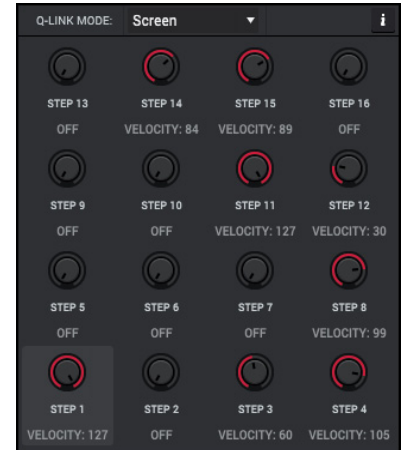 Q-LINK MODE: Screen i
STEP 13 STEP 14 STEP 15 STEP 16
OFF VELOCITY: 84 VELOCITY: 89 OFF
STEP 9 STEP 10 STEP 11 STEP 12
OFF OFF VELOCITY: 127 VELOCITY: 30
STEP 5 STEP 6 STEP 7 STEP 8
OFF OFF OFF VELOCITY: 99
STEP 1 STEP 2 STEP 3 STEP 4
VELOCITY: 127 OFF VELOCITY: 60 VELOCITY: 105